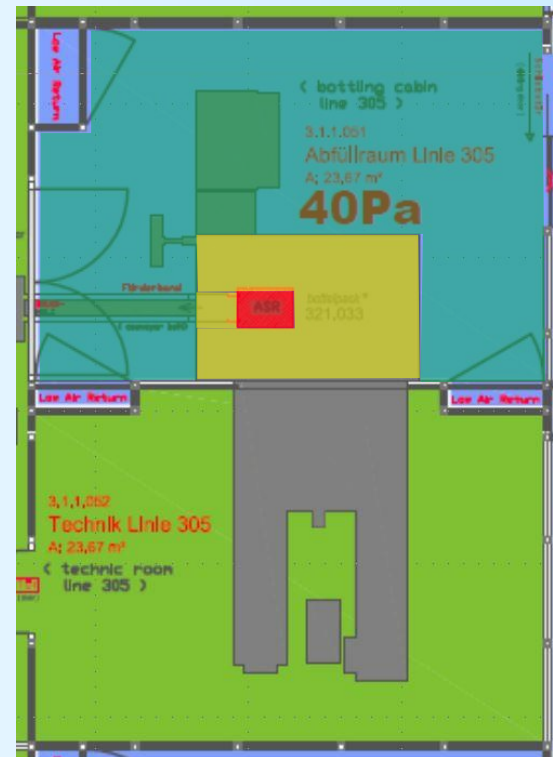 Low Air Return
( bottling cabin
line 305 )
3.1.1.051
Abfüllraum Linie 305
A; 23,67 m²
40Pa
Förderband
ASR
bottelpack®
321,033
( conveyor belt)
Low Air Return
Low Air Return
3,1,1,052
Technik Linie 305
A; 23,67 m²
( technic room
line 305 )